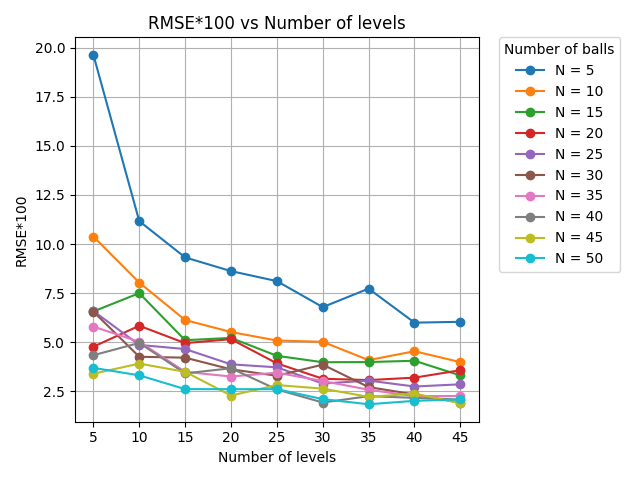 RMSE*100 vs Number of levels
RMSE*100
20.0
17.5
15.0
12.5
10.0
7.5
5.0
2.5
5 10 15 20 25 30 35 40 45
Number of levels
Number of balls
N = 5
N = 10
N = 15
N = 20
N = 25
N = 30
N = 35
N = 40
N = 45
N = 50